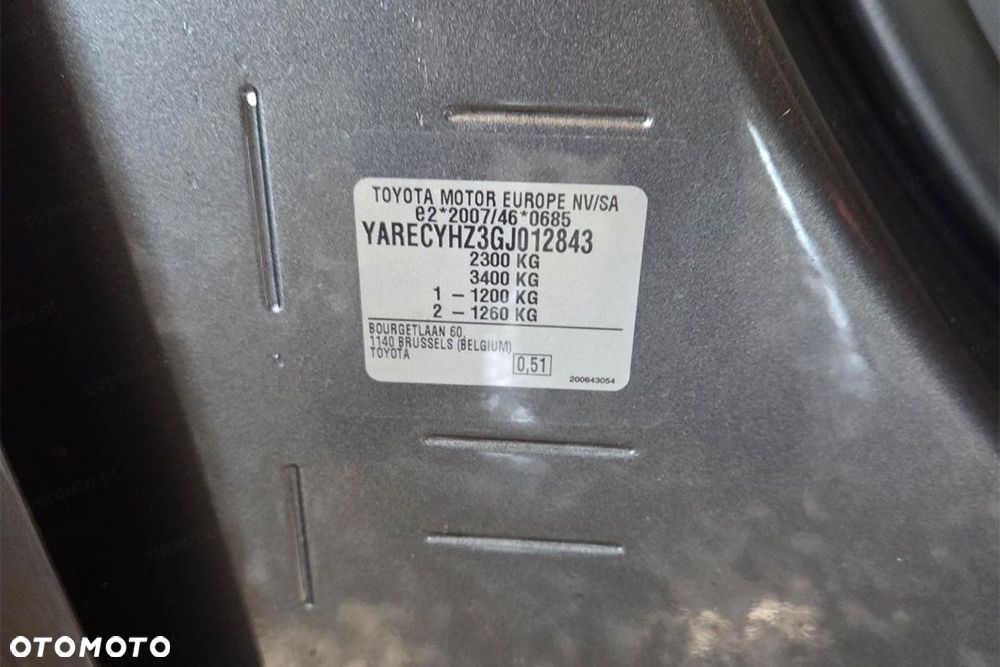 TOYOTA MOTOR EUROPE NV/SA
e2*2007/46*0685
YARECYHZ3GJ012843
2300 KG
3400 KG
1 – 1200 KG
2 – 1260 KG
BOURGETLAAN 60,
1140 BRUSSELS (BELGIUM)
TOYOTA
0,51
200643054
OTOMOTO